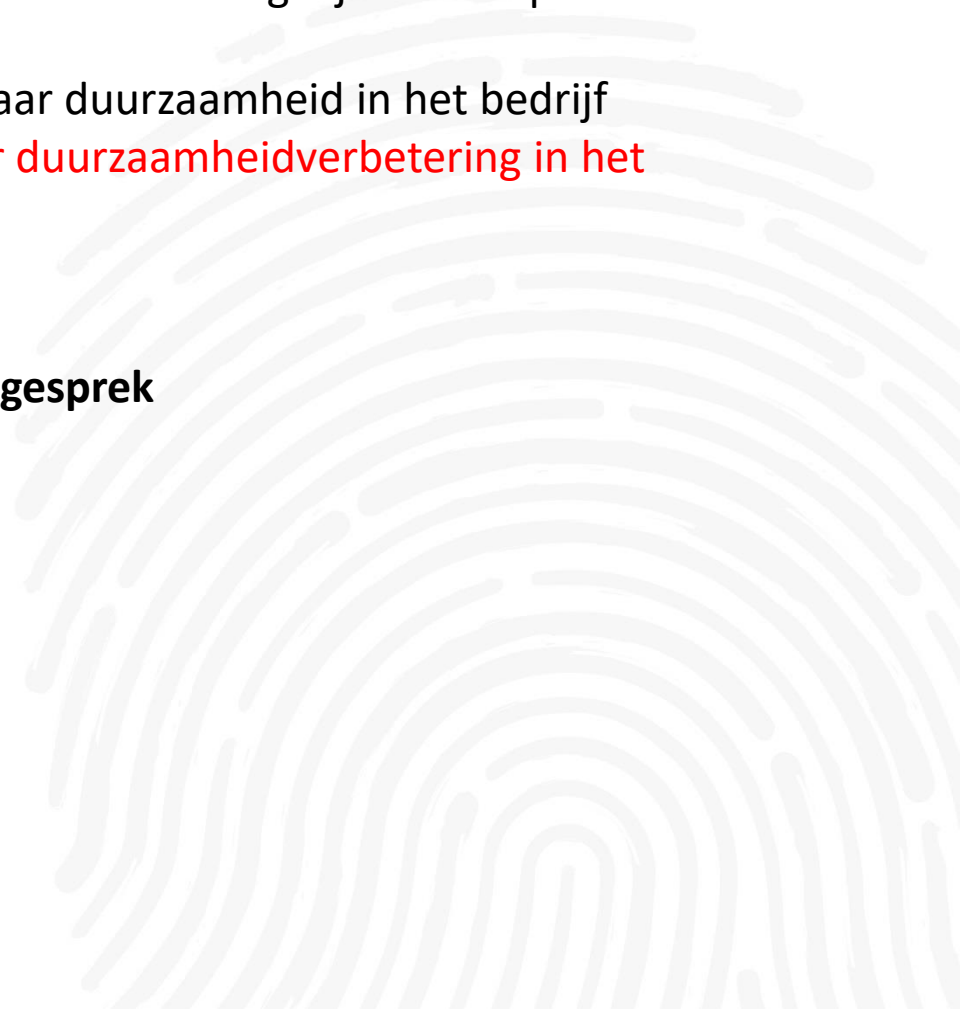 aar duurzaamheid in het bedrijf
duurzaamheidverbetering in het
gesprek